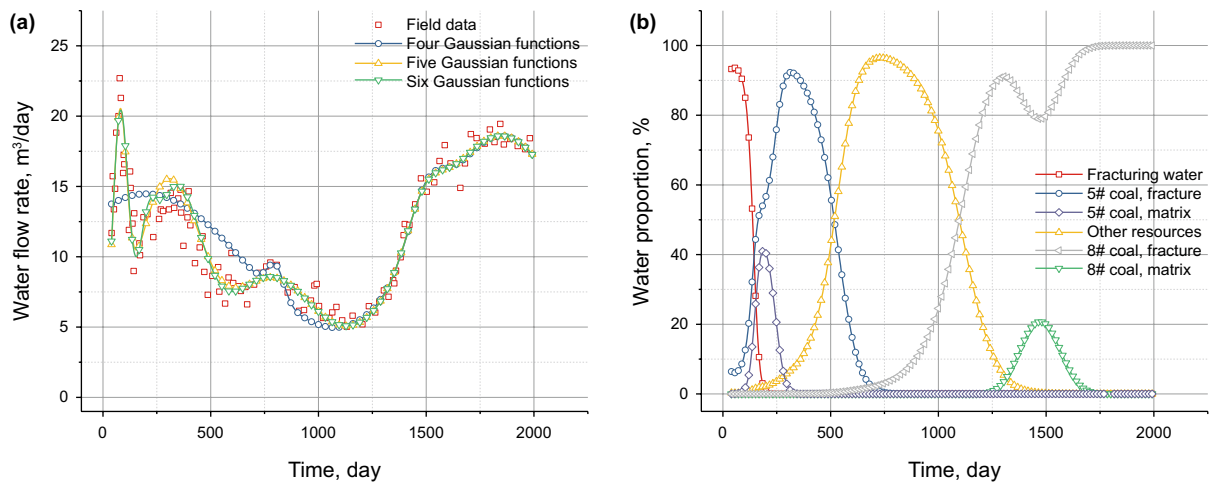 (a)
25
20
15
10
5
0
Water flow rate, m³/day
Field data
Four Gaussian functions
Five Gaussian functions
Six Gaussian functions
0 500 1000 1500 2000
Time, day
(b)
100
80
60
40
20
0
Water proportion, %
Fracturing water
5# coal, fracture
5# coal, matrix
Other resources
8# coal, fracture
8# coal, matrix
0 500 1000 1500 2000
Time, day